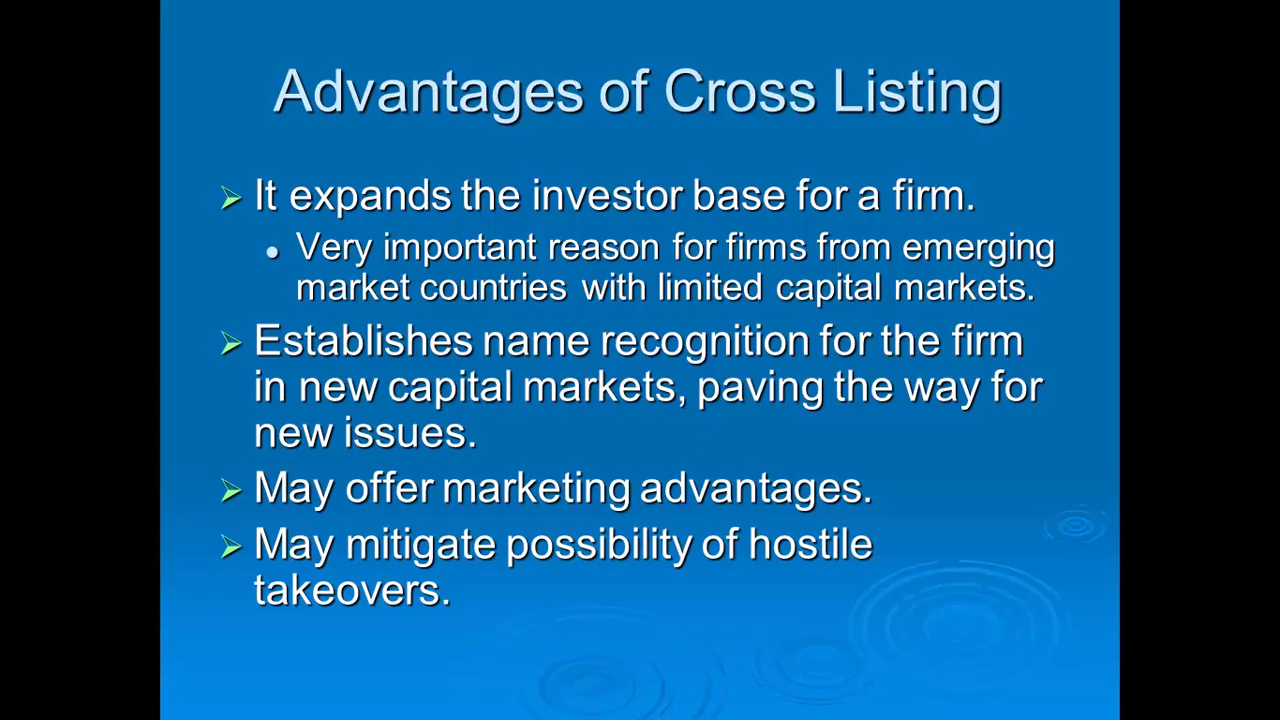 Advantages of Cross Listing
It expands the investor base for a firm.
Very important reason for firms from emerging
market countries with limited capital markets.
Establishes name recognition for the firm
in new capital markets, paving the way for
new issues.
May offer marketing advantages.
May mitigate possibility of hostile
takeovers.